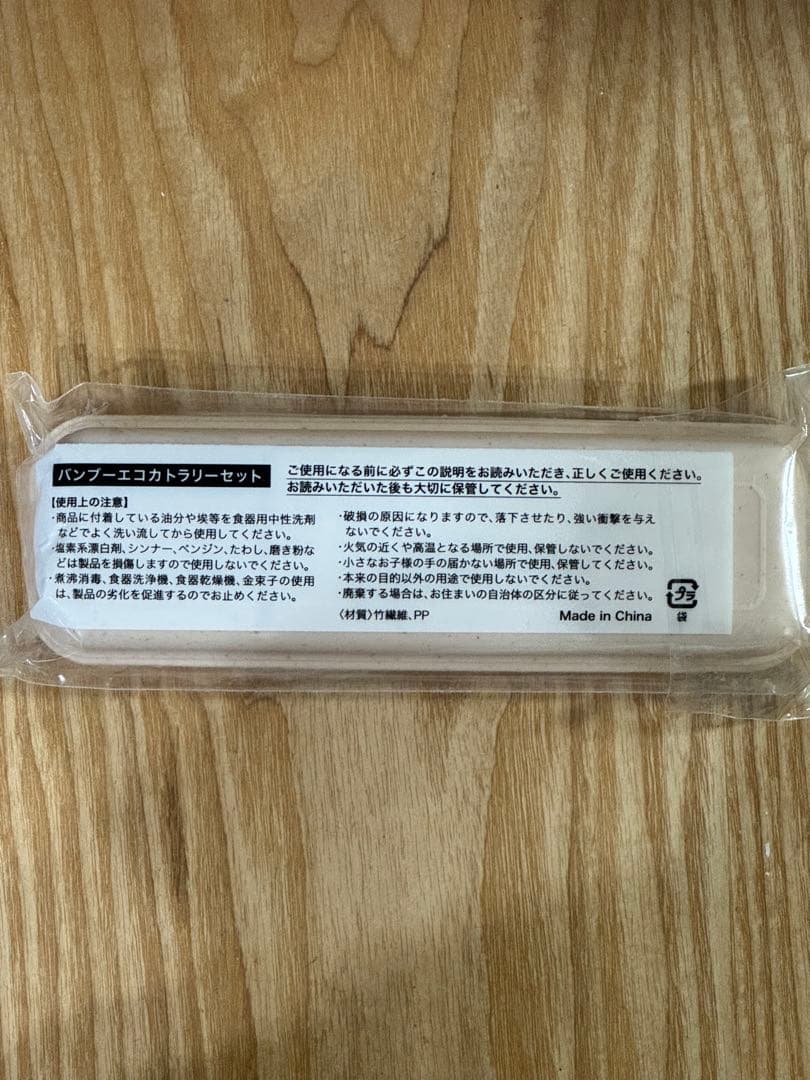 バンブーエコカトラリーセット
ご使用になる前に必ずこの説明をお読みいただき、正しくご使用ください。
お読みいただいた後も大切に保管してください。
【使用上の注意】
・商品に付着している油分や埃等を食器用中性洗剤
などでよく洗い流してから使用してください。
・塩素系漂白剤、シンナー、ベンジン、たわし、磨き粉な
どは製品を損傷しますので使用しないでください。
・煮沸消毒、食器洗浄機、食器乾燥機、金束子の使用
は、製品の劣化を促進するのでお止めください。
・破損の原因になりますので、落下させたり、強い衝撃を与え
ないでください。
・火気の近くや高温となる場所で使用、保管しないでください。
・小さなお子様の手の届かない場所で使用、保管してください。
・本来の目的以外の用途で使用しないでください。
・廃棄する場合は、お住まいの自治体の区分に従ってください。
〈材質〉竹繊維、PP
Made in China
プラ
袋